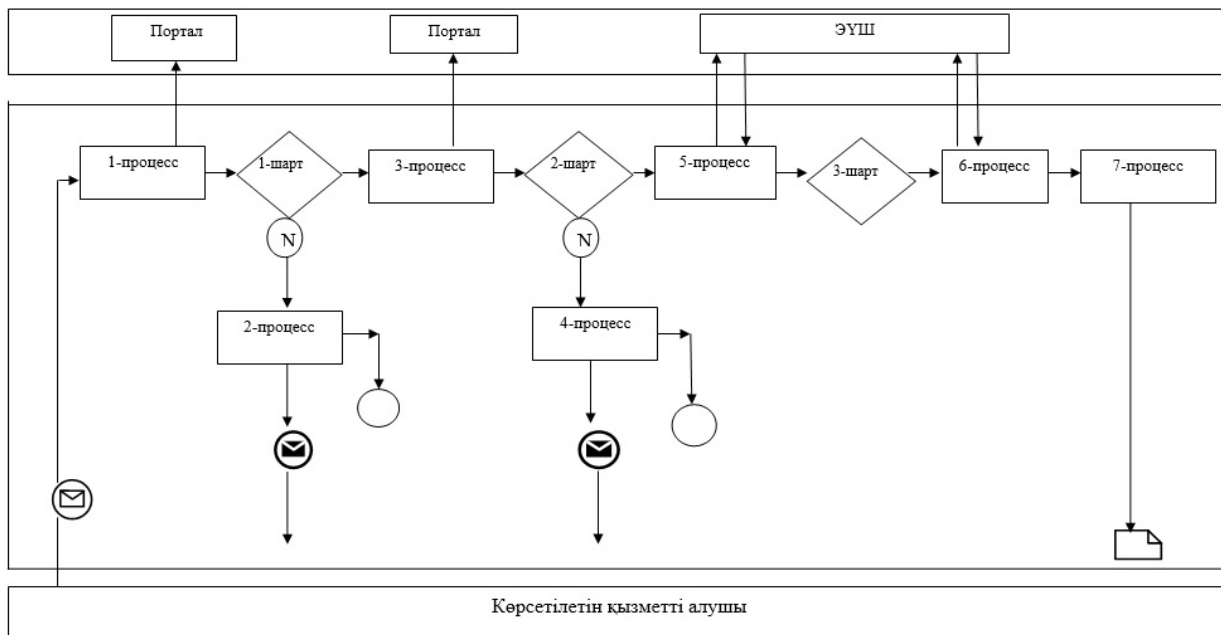 Портал
Портал
ЭҮШ
1-процесс
1-шарт
3-процесс
2-шарт
5-процесс
3-шарт
6-процесс
7-процесс
N
N
2-процесс
4-процесс
Көрсетілетін қызметті алушы